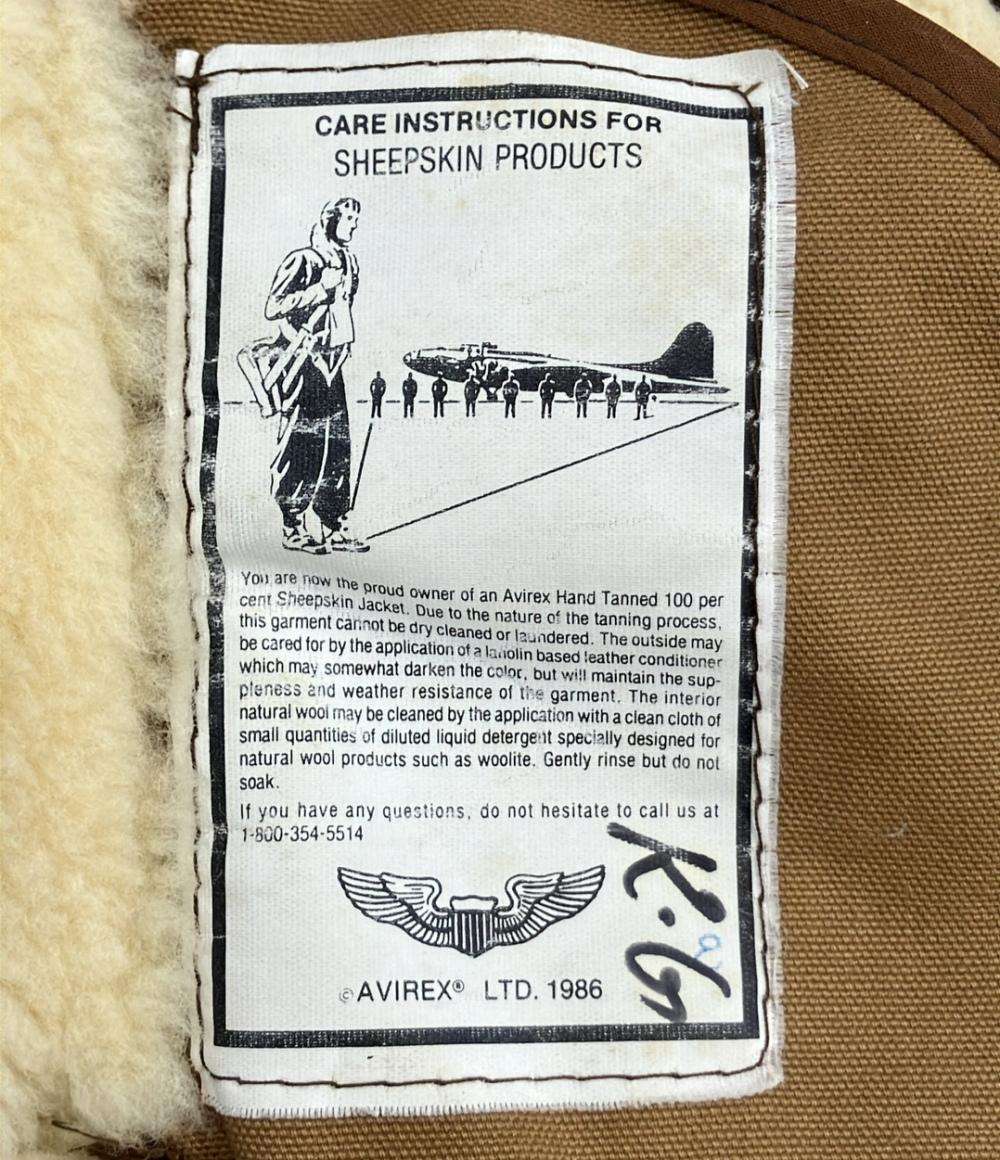 CARE INSTRUCTIONS FOR
SHEEPSKIN PRODUCTS
You are now the proud owner of an Avirex Hand Tanned 100 per
cent Sheepskin Jacket. Due to the nature of the tanning process,
this garment cannot be dry cleaned or laundered. The outside may
be cared for by the application of a lanolin based leather conditioner
which may somewhat darken the color, but will maintain the sup-
pleness and weather resistance of the garment. The interior
natural wool may be cleaned by the application with a clean cloth of
small quantities of diluted liquid detergent specially designed for
natural wool products such as woolite. Gently rinse but do not
soak.
If you have any questions, do not hesitate to call us at
1-800-354-5514
K.G
©AVIREX® LTD. 1986